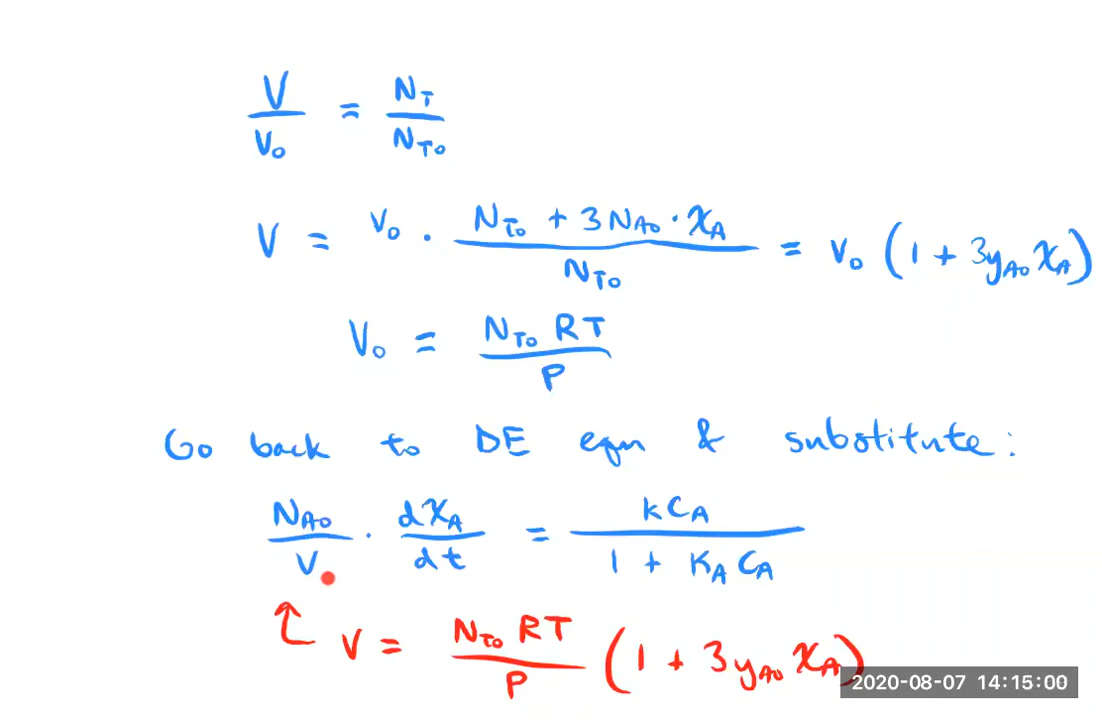 V/V₀ = N_T/N_T₀
V = V₀ · (N_T₀ + 3N_A₀ · X_A)/N_T₀ = V₀ (1 + 3y_A₀ X_A)
V₀ = N_T₀ RT/P
Go back to DE eqn & substitute:
N_A₀/V · dX_A/dt = kC_A/(1 + K_A C_A)
V = N_T₀ RT/P (1 + 3y_A₀ X_A)
2020-08-07 14:15:00